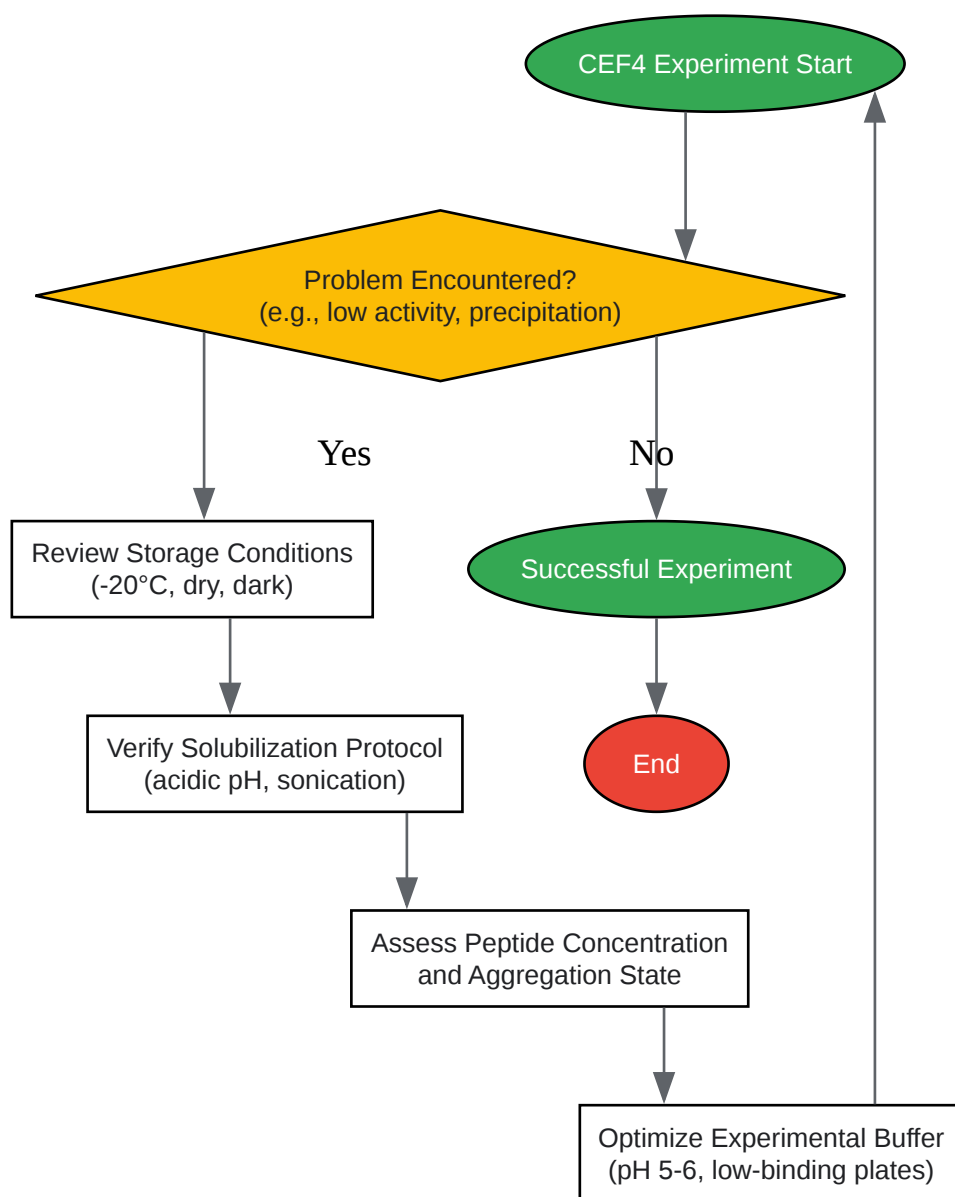 CEF4 Experiment Start
Problem Encountered?
(e.g., low activity, precipitation)
Yes
No
Review Storage Conditions
(-20°C, dry, dark)
Successful Experiment
Verify Solubilization Protocol
(acidic pH, sonication)
End
Assess Peptide Concentration
and Aggregation State
Optimize Experimental Buffer
(pH 5-6, low-binding plates)